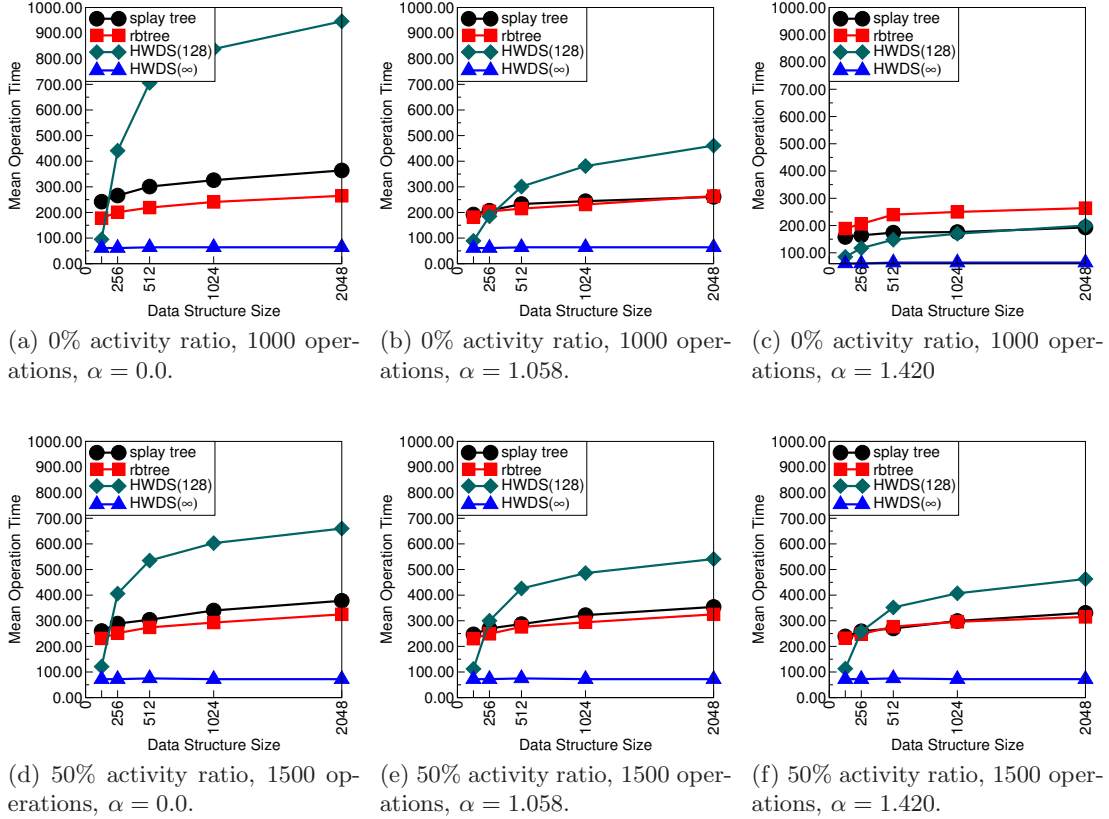 1000.00
900.00
800.00
700.00
600.00
500.00
400.00
300.00
200.00
100.00
0.00
Mean Operation Time
splay tree
rbtree
HWDS(128)
HWDS(∞)
0
256
512
1024
2048
Data Structure Size
(a) 0% activity ratio, 1000 oper-
ations, α = 0.0.
1000.00
900.00
800.00
700.00
600.00
500.00
400.00
300.00
200.00
100.00
0.00
Mean Operation Time
splay tree
rbtree
HWDS(128)
HWDS(∞)
0
256
512
1024
2048
Data Structure Size
(b) 0% activity ratio, 1000 oper-
ations, α = 1.058.
1000.00
900.00
800.00
700.00
600.00
500.00
400.00
300.00
200.00
100.00
Mean Operation Time
splay tree
rbtree
HWDS(128)
HWDS(∞)
0
256
512
1024
2048
Data Structure Size
(c) 0% activity ratio, 1000 oper-
ations, α = 1.420
1000.00
900.00
800.00
700.00
600.00
500.00
400.00
300.00
200.00
100.00
0.00
Mean Operation Time
splay tree
rbtree
HWDS(128)
HWDS(∞)
0
256
512
1024
2048
Data Structure Size
(d) 50% activity ratio, 1500 op-
erations, α = 0.0.
1000.00
900.00
800.00
700.00
600.00
500.00
400.00
300.00
200.00
100.00
0.00
Mean Operation Time
splay tree
rbtree
HWDS(128)
HWDS(∞)
0
256
512
1024
2048
Data Structure Size
(e) 50% activity ratio, 1500 oper-
ations, α = 1.058.
1000.00
900.00
800.00
700.00
600.00
500.00
400.00
300.00
200.00
100.00
0.00
Mean Operation Time
splay tree
rbtree
HWDS(128)
HWDS(∞)
0
256
512
1024
2048
Data Structure Size
(f) 50% activity ratio, 1500 oper-
ations, α = 1.420.